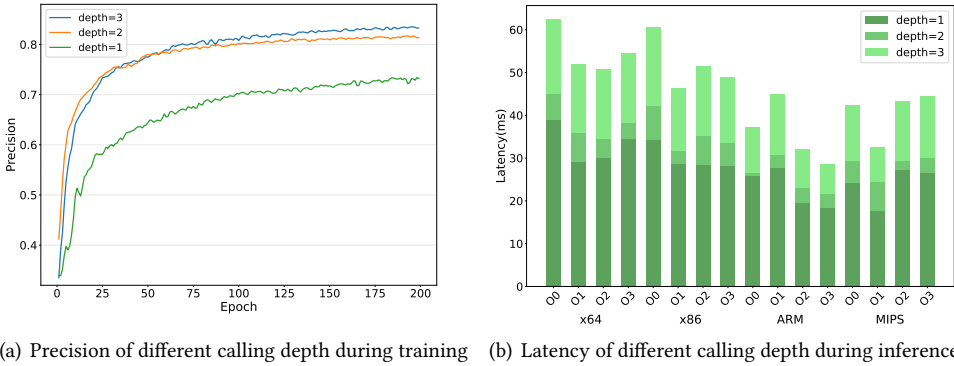 depth=3
depth=2
depth=1
0.8
0.7
0.6
0.5
0.4
Precision
0 25 50 75 100 125 150 175 200
Epoch
(a) Precision of different calling depth during training
depth=1
depth=2
depth=3
60
50
40
30
20
10
0
Latency(ms)
O0 O1 O2 O3 O0 O1 O2 O3 O0 O1 O2 O3 O0 O1 O2 O3
x64 x86 ARM MIPS
(b) Latency of different calling depth during inference